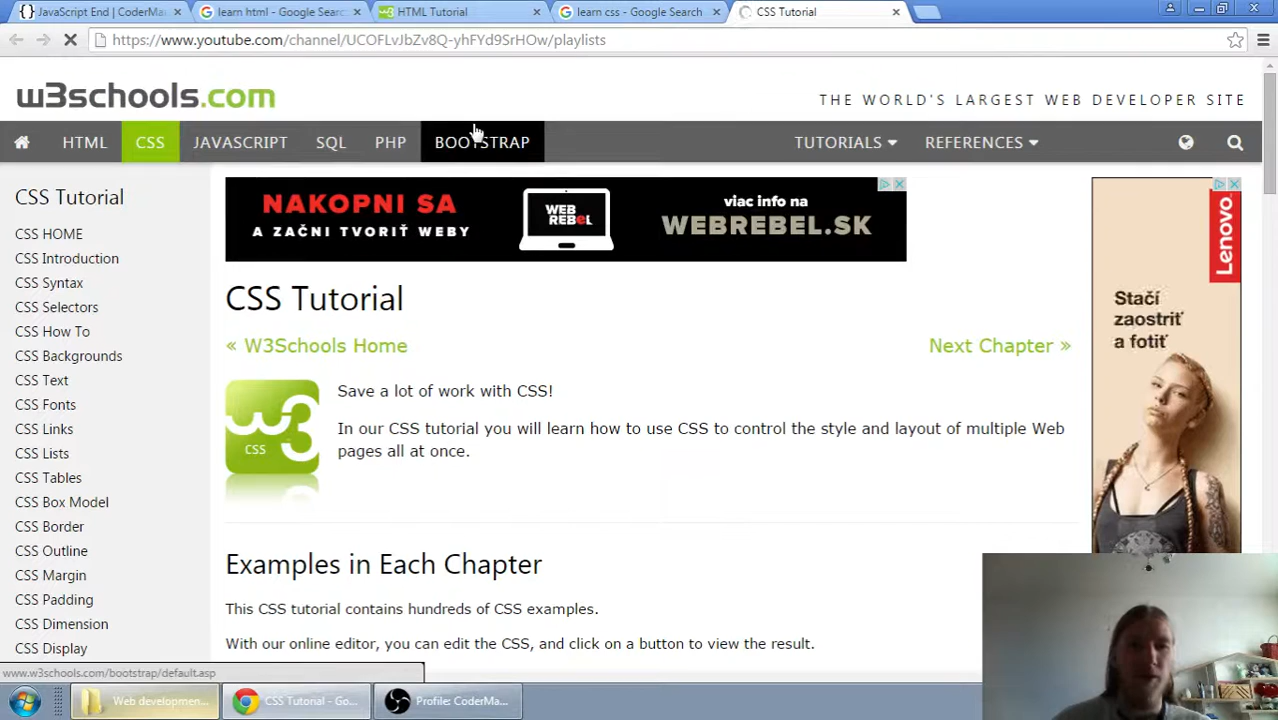 JavaScript End | CoderMa
learn html - Google Search
HTML Tutorial
learn css - Google Search
CSS Tutorial
https://www.youtube.com/channel/UCOFLvJbZv8Q-yhFYd9SrHOw/playlists
w3schools.com
THE WORLD'S LARGEST WEB DEVELOPER SITE
HTML
CSS
JAVASCRIPT
SQL
PHP
BOOTSTRAP
TUTORIALS
REFERENCES
CSS Tutorial
CSS HOME
CSS Introduction
CSS Syntax
CSS Selectors
CSS How To
CSS Backgrounds
CSS Text
CSS Fonts
CSS Links
CSS Lists
CSS Tables
CSS Box Model
CSS Border
CSS Outline
CSS Margin
CSS Padding
CSS Dimension
CSS Display
NAKOPNI SA
A ZAČNI TVORIŤ WEBY
WEB
REBEL
viac info na
WEBREBEL.SK
CSS Tutorial
« W3Schools Home
Next Chapter »
w3
CSS
Save a lot of work with CSS!
In our CSS tutorial you will learn how to use CSS to control the style and layout of multiple Web
pages all at once.
Examples in Each Chapter
This CSS tutorial contains hundreds of CSS examples.
With our online editor, you can edit the CSS, and click on a button to view the result.
Lenovo
Stačí
zaostriť
a fotiť
www.w3schools.com/bootstrap/default.asp
Web developmen...
CSS Tutorial - Go...
Profile: CoderMa...